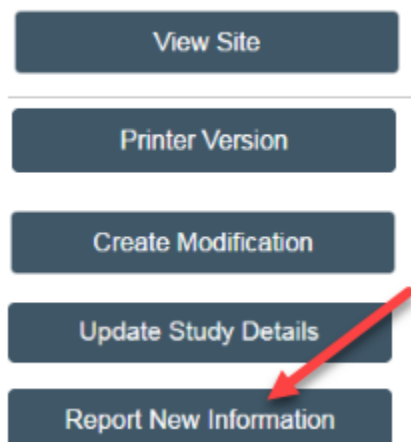 View Site
Printer Version
Create Modification
Update Study Details
Report New Information